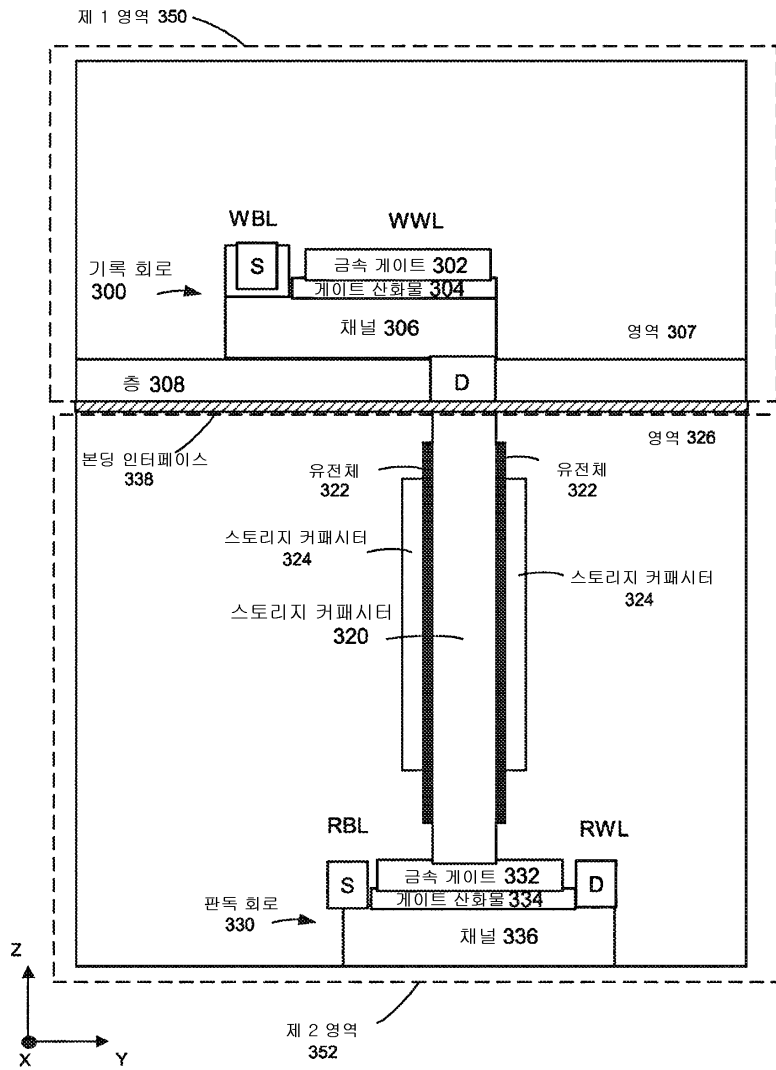 제 1 영역 350
WBL
WWL
S
금속 게이트 302
게이트 산화물 304
기록 회로
300
채널 306
영역 307
층 308
D
본딩 인터페이스
338
영역 326
유전체
322
유전체
322
스토리지 커패시터
324
스토리지 커패시터
324
스토리지 커패시터
320
RBL
RWL
S
금속 게이트 332
D
게이트 산화물 334
판독 회로
330
채널 336
Z
X
Y
제 2 영역
352